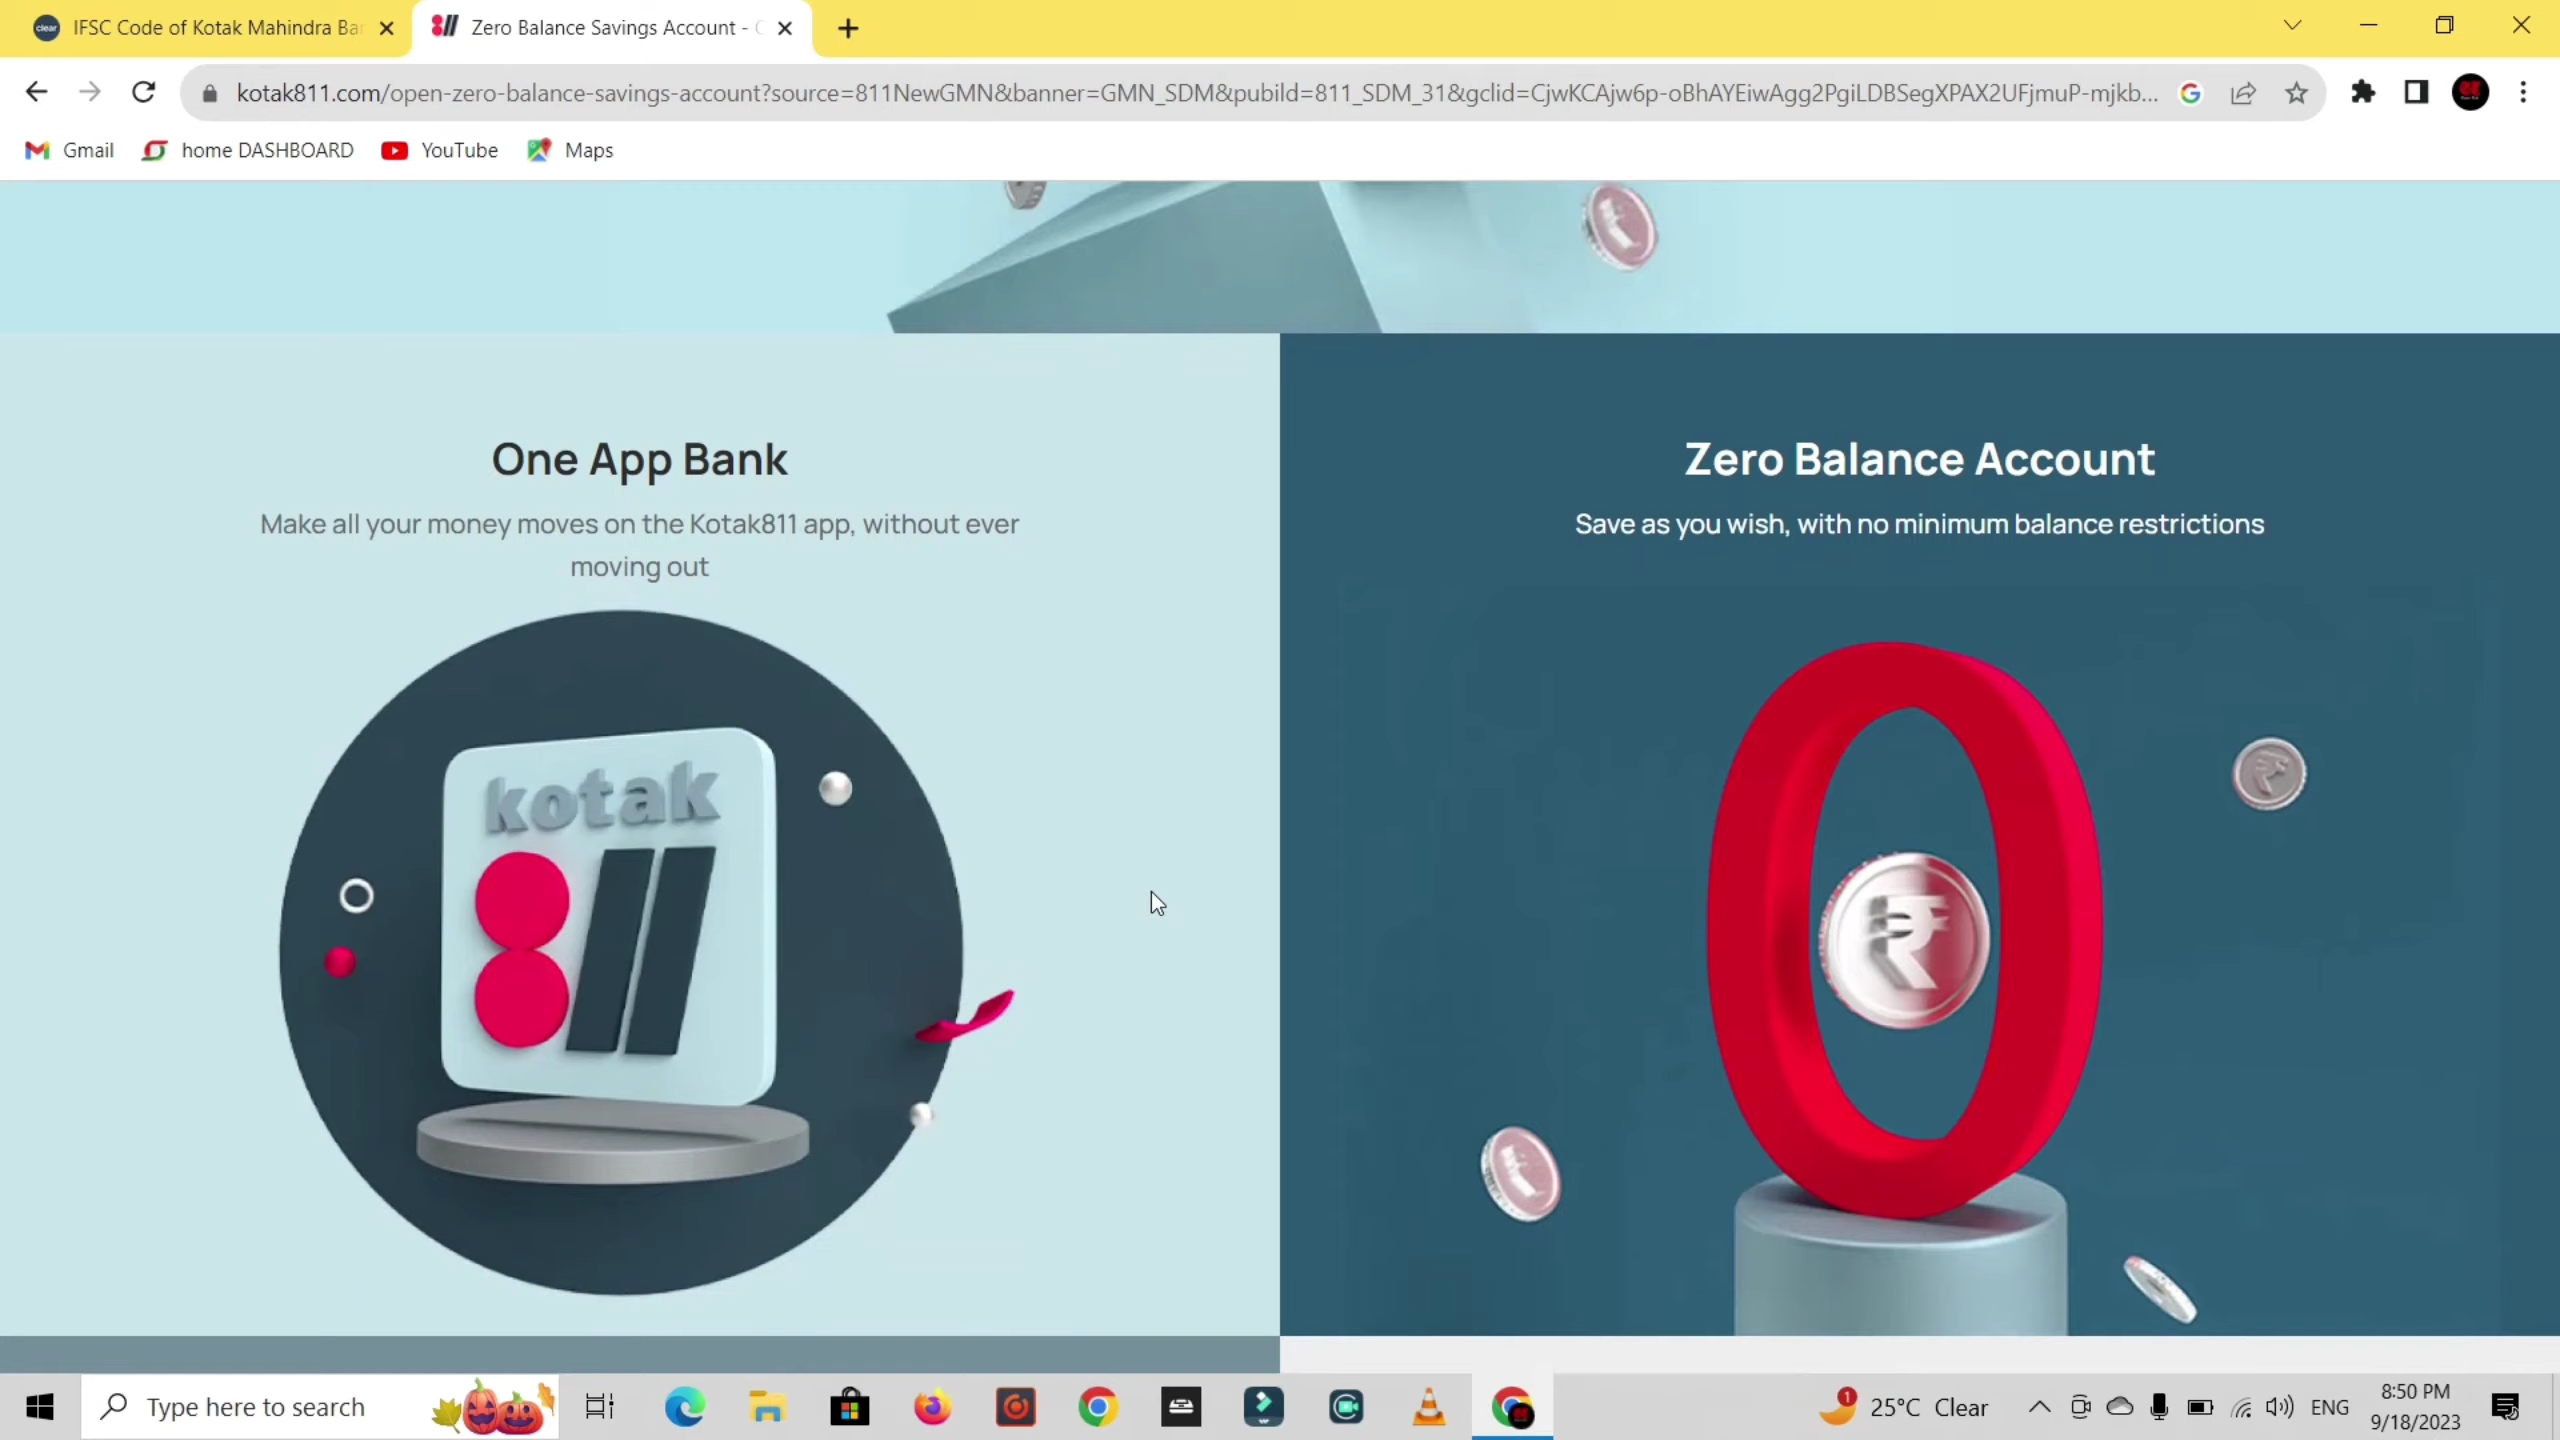 IFSC Code of Kotak Mahindra Ba
Zero Balance Savings Account -
kotak811.com/open-zero-balance-savings-account?source=811NewGMN&banner=GMN_SDM&pubiId=811_SDM_31&gclid=CjwKCAjw6p-oBhAYEiwAgg2PgiLDBSegXPAX2UFjmuP-mjkb...
Gmail
home DASHBOARD
YouTube
Maps
One App Bank
Make all your money moves on the Kotak811 app, without ever
moving out
kotak
811
Zero Balance Account
Save as you wish, with no minimum balance restrictions
0
₹
Type here to search
1
25°C Clear
ENG
8:50 PM
9/18/2023